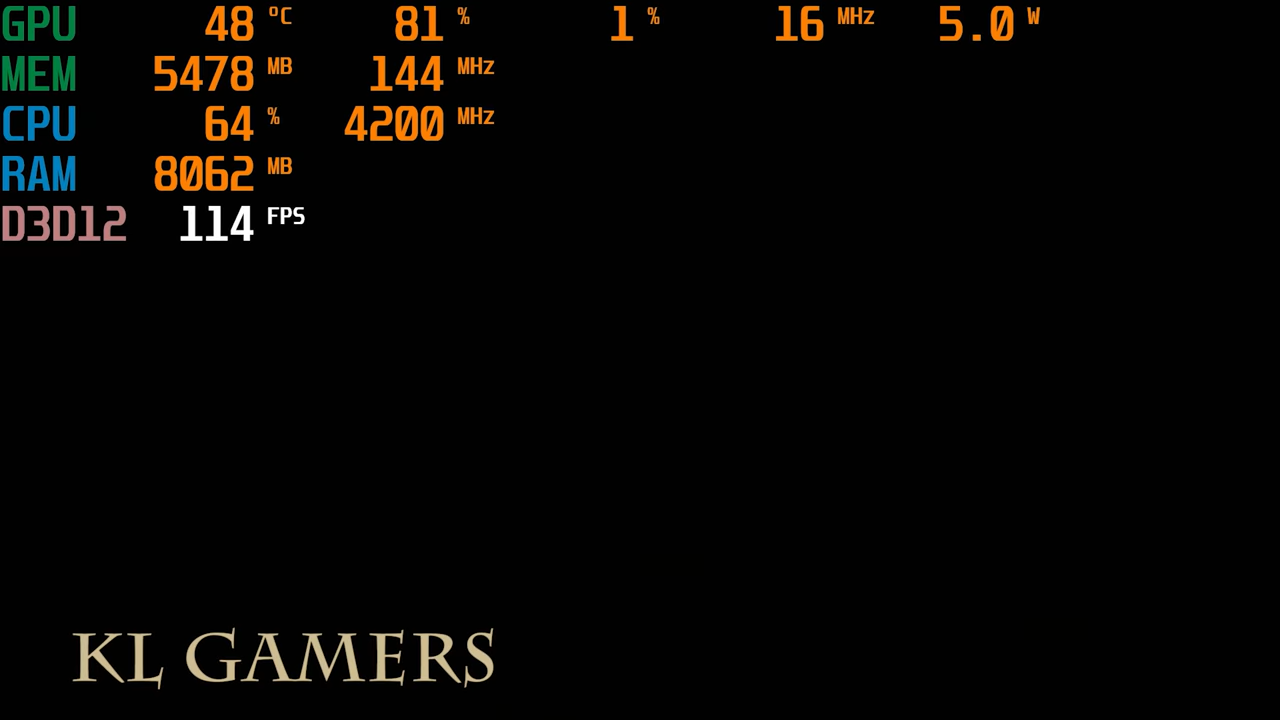 GPU 48 °C 81 % 1 % 16 MHz 5.0 W
MEM 5478 MB 144 MHz
CPU 64 % 4200 MHz
RAM 8062 MB
D3D12 114 FPS
KL GAMERS